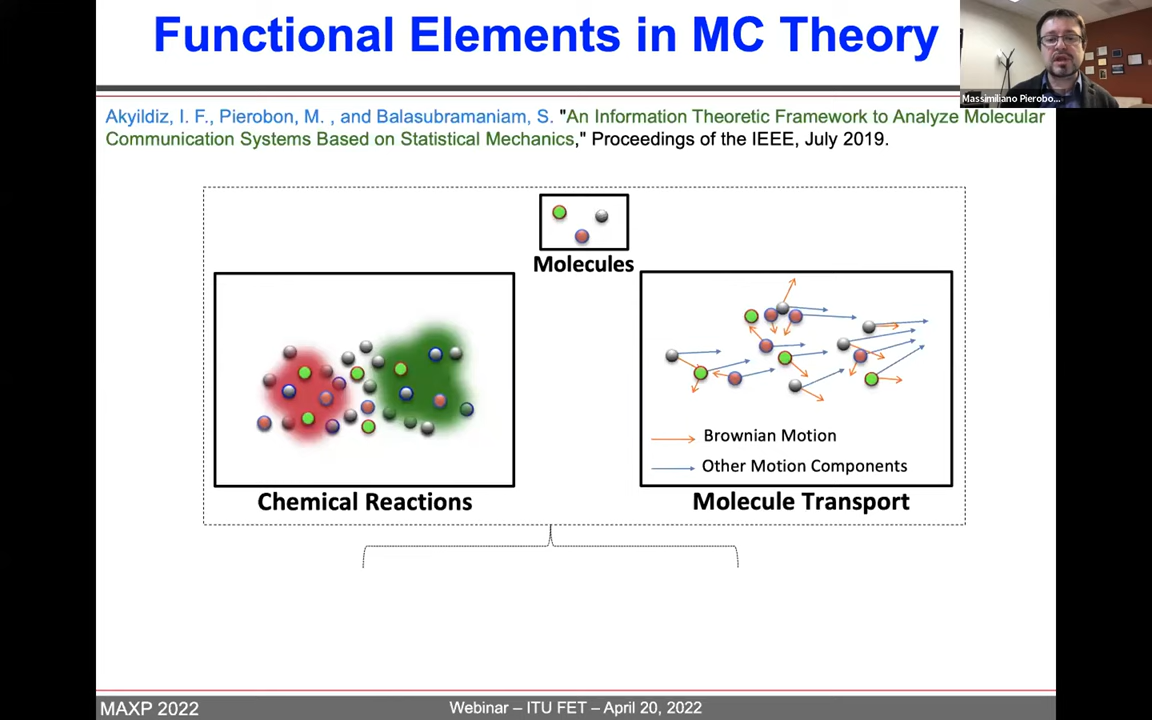 Functional Elements in MC Theory
Massimiliano Pierobo...
Akyildiz, I. F., Pierobon, M. , and Balasubramaniam, S. "An Information Theoretic Framework to Analyze Molecular
Communication Systems Based on Statistical Mechanics," Proceedings of the IEEE, July 2019.
Molecules
Brownian Motion
Other Motion Components
Chemical Reactions
Molecule Transport
MAXP 2022
Webinar – ITU FET – April 20, 2022